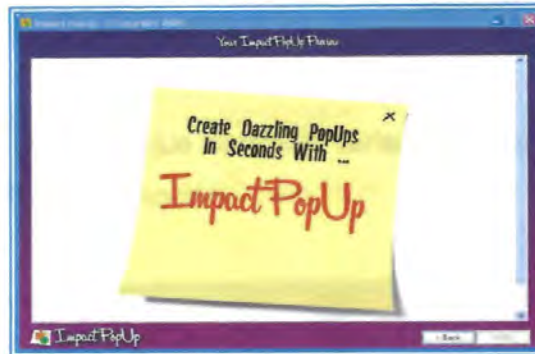 Your ImpactPopUp Preview
Create Dazzling PopUps
In Seconds With ...
ImpactPopUp
ImpactPopUp
< Back